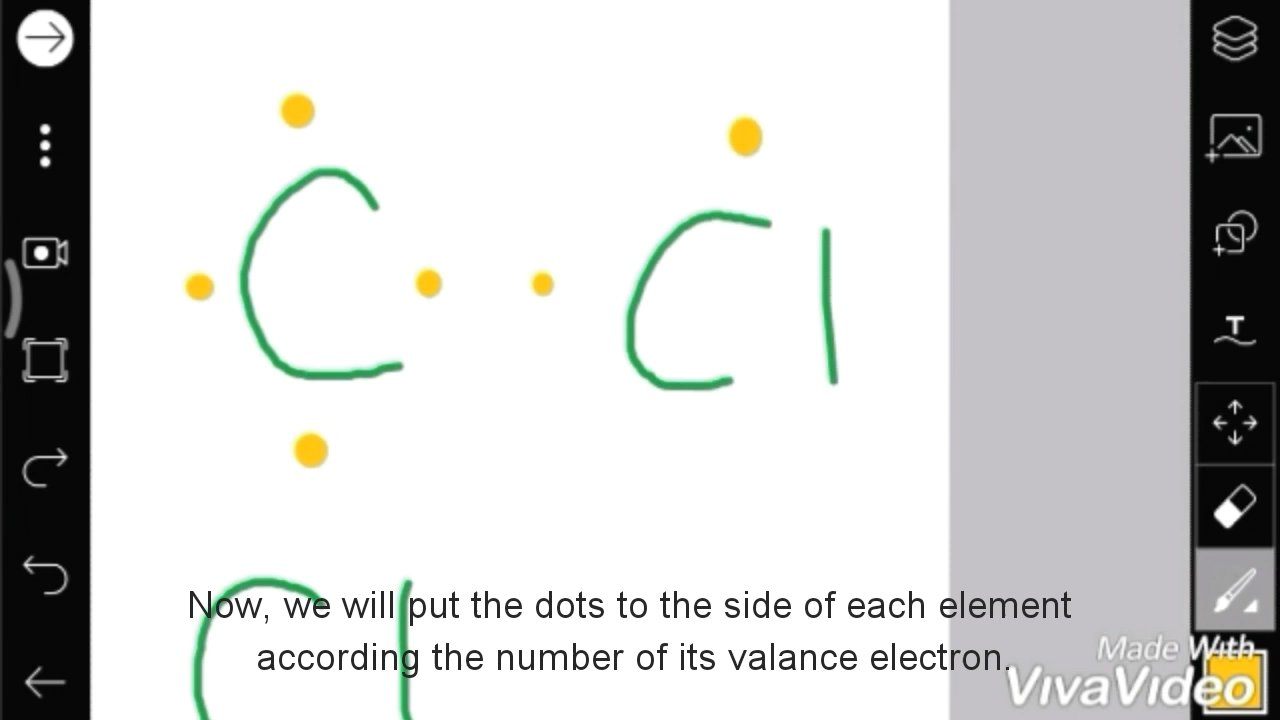 C Cl
Cl
Now, we will put the dots to the side of each element
according the number of its valance electron.
Made With
VivaVideo
T